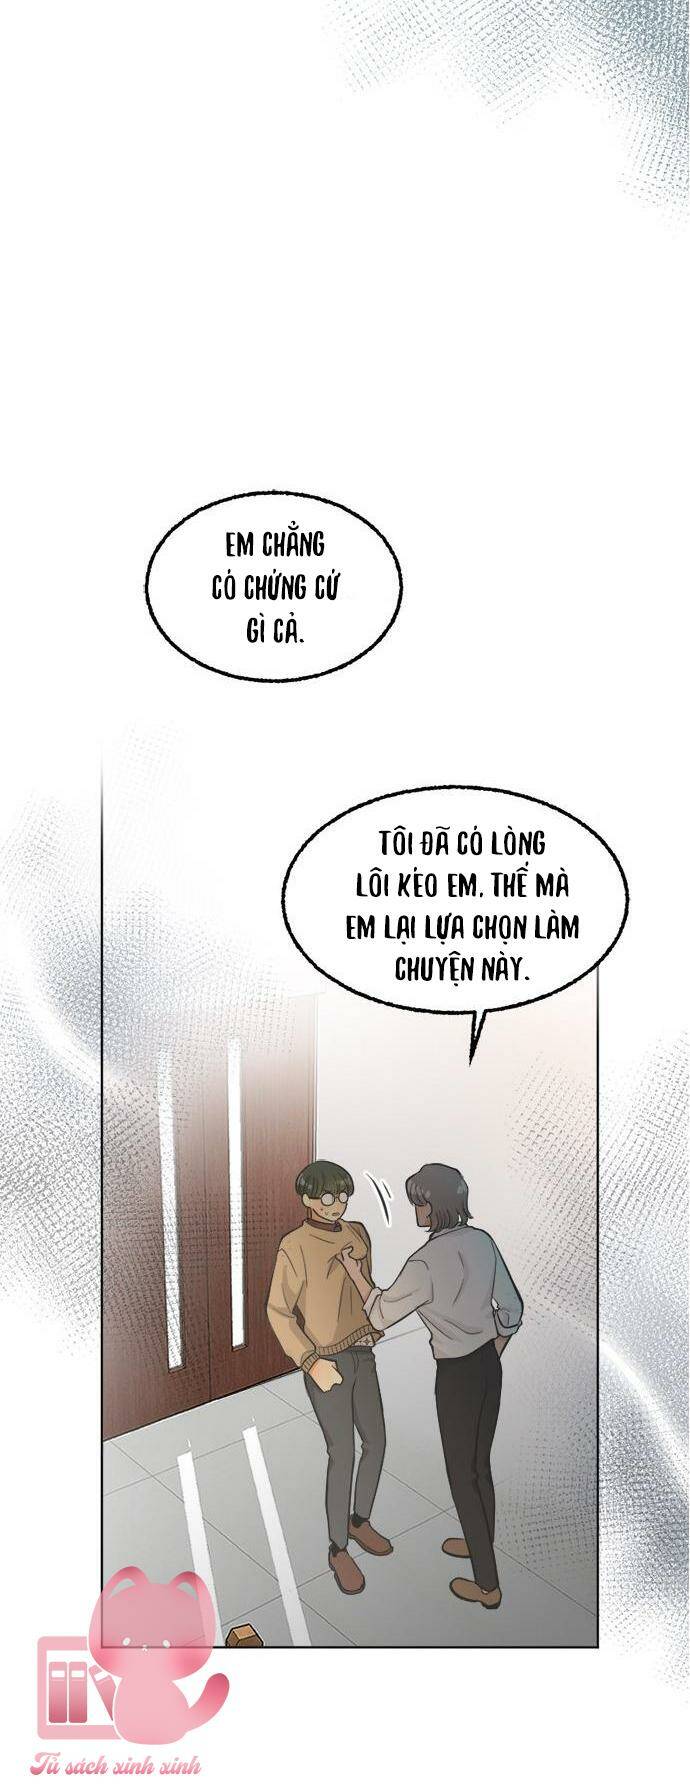 EM CHẲNG
CÓ CHỨNG CỨ
GÌ CẢ.
TÔI ĐÃ CÓ LÒNG
LÔI KÉO EM, THẾ MÀ
EM LẠI LỰA CHỌN LÀM
CHUYỆN NÀY.
Tủ sách xinh xinh